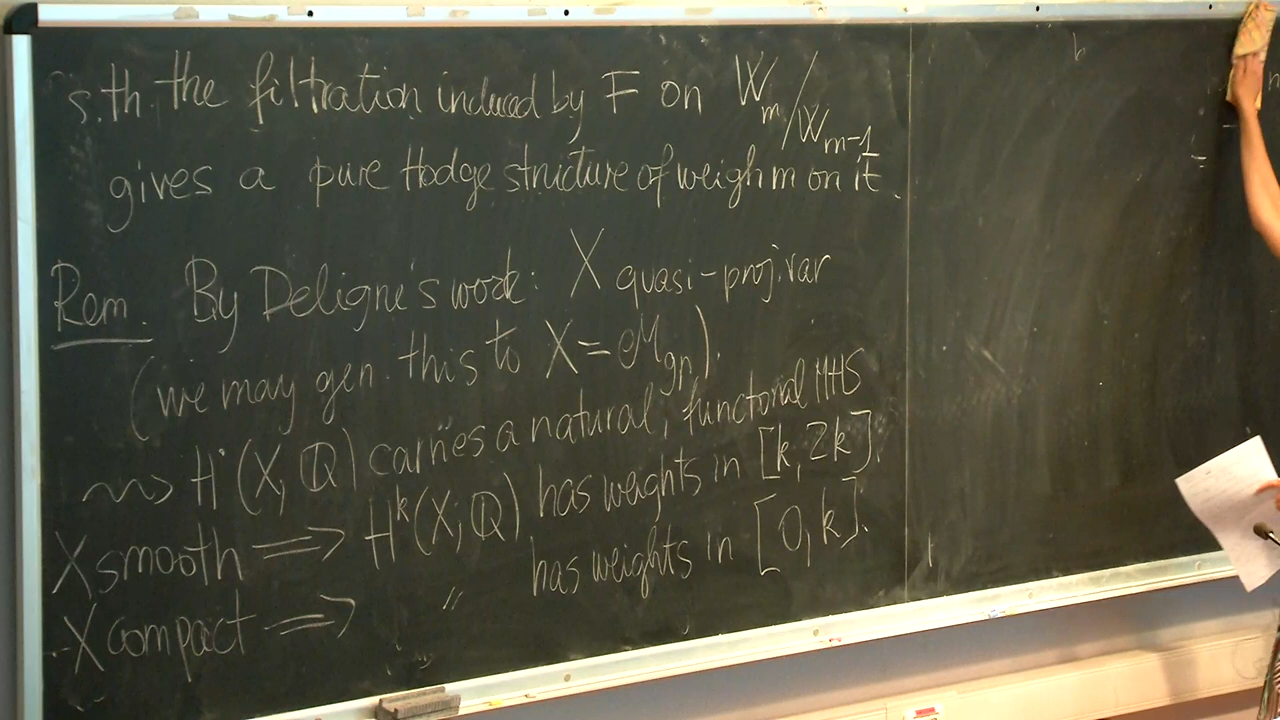 s.th. the filtration induced by F on W_m/W_{m-1}
gives a pure Hodge structure of weigh m on it.
Rem. By Deligne's work: X quasi-proj. var
(we may gen. this to X = M_{g,n}).
⇝ H^•(X, ℚ) carries a natural, functorial MHS
X smooth ⟹ H^k(X; ℚ) has weights in [k, 2k].
X compact ⟹ " has weights in [0, k].